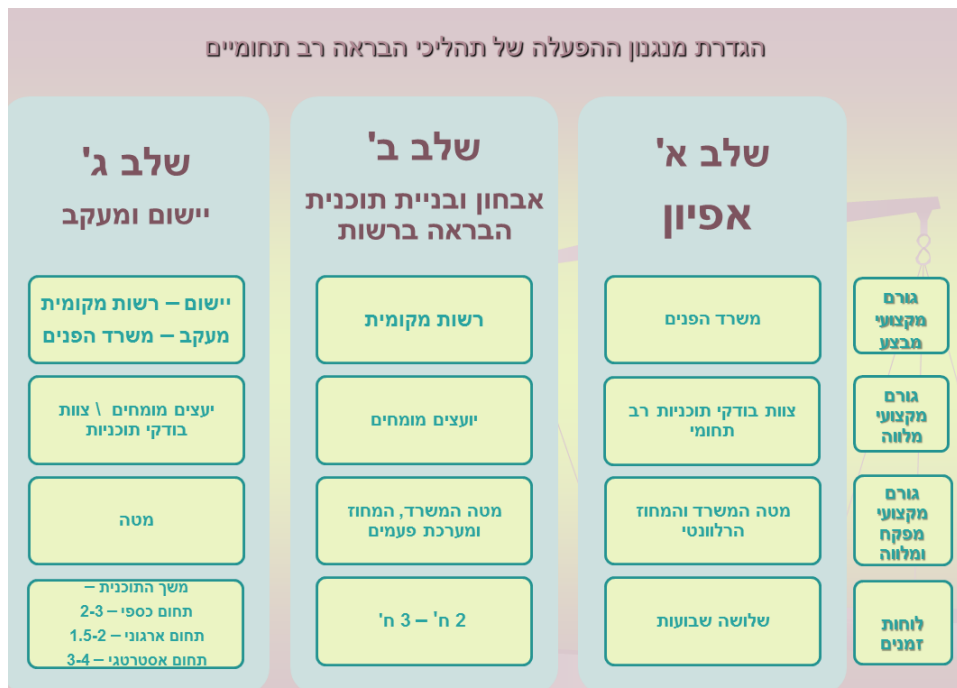 הגדרת מנגנון ההפעלה של תהליכי הבראה רב תחומיים
שלב א'
אפיון
שלב ב'
אבחון ובניית תוכנית
הבראה ברשות
שלב ג'
יישום ומעקב
גורם
מקצועי
מבצע
משרד הפנים
רשות מקומית
יישום – רשות מקומית
מעקב – משרד הפנים
גורם
מקצועי
מלווה
צוות בודקי תוכניות רב
תחומי
יועצים מומחים
יעצים מומחים \ צוות
בודקי תוכניות
גורם
מקצועי
מפקח
ומלווה
מטה המשרד והמחוז
הרלוונטי
מטה המשרד, המחוז
ומערכת פעמים
מטה
לוחות
זמנים
שלושה שבועות
2 ח' – 3 ח'
משך התוכנית –
תחום כספי – 2-3
תחום ארגוני – 1.5-2
תחום אסטרטגי – 3-4